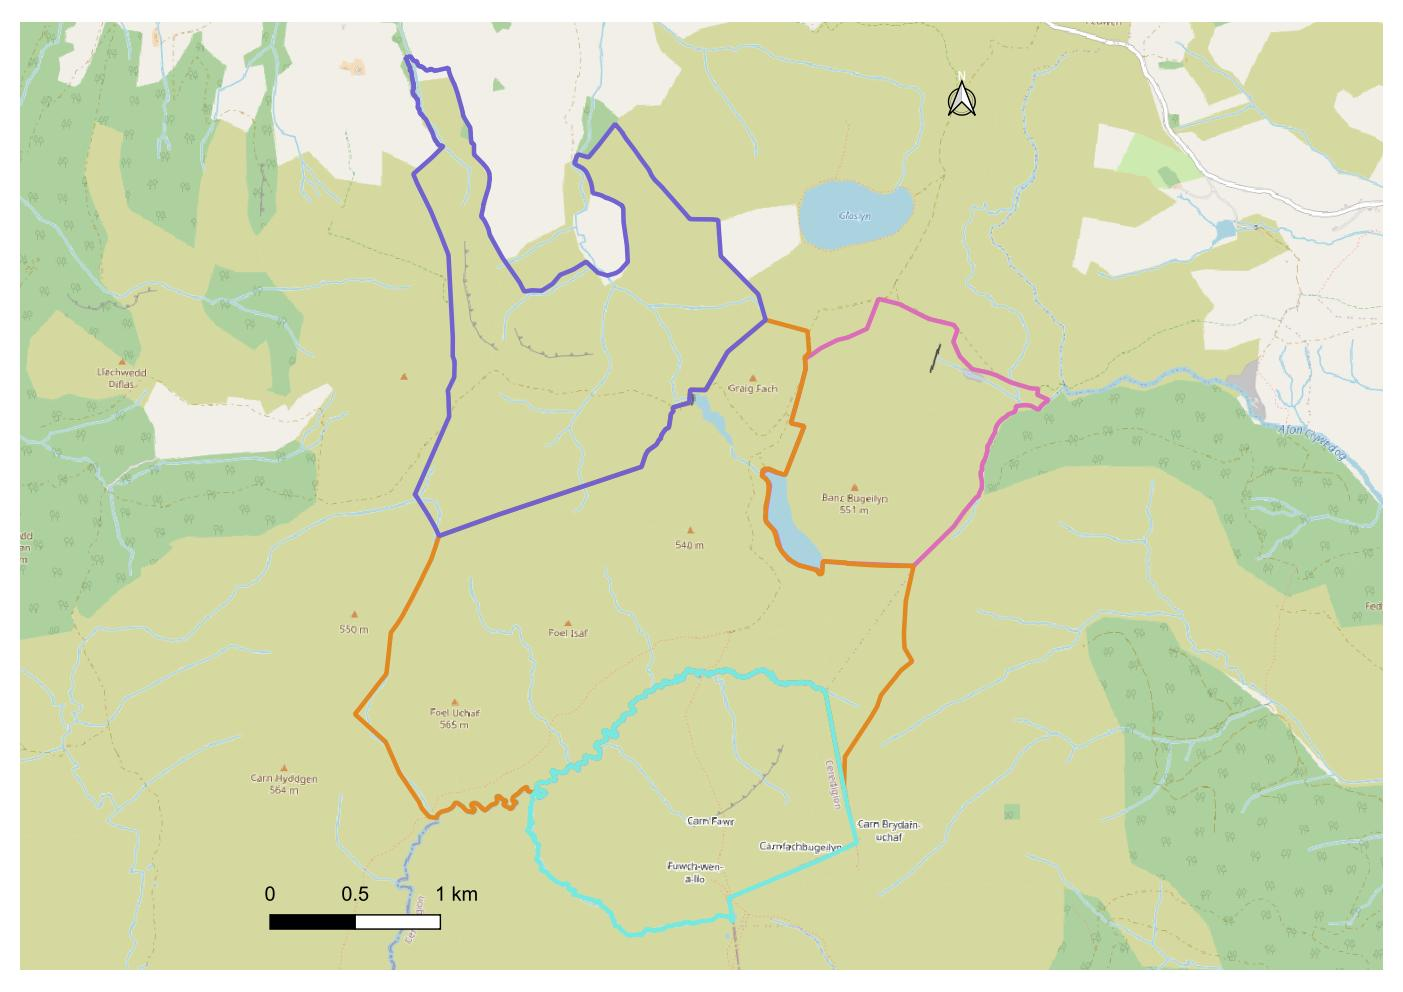 N
Glaslyn
Llechwedd
Diflas
Graig Fach
Afon Clywedog
Banc Bugeilyn
551 m
540 m
550 m
Foel Isaf
Foel Uchaf
565 m
Carn Hyddgen
564 m
Ceredigion
Carn Fawr
Carn Brydain-
uchaf
Carnfachbugeilyn
Fuwch-wen-
a-llo
0 0.5 1 km